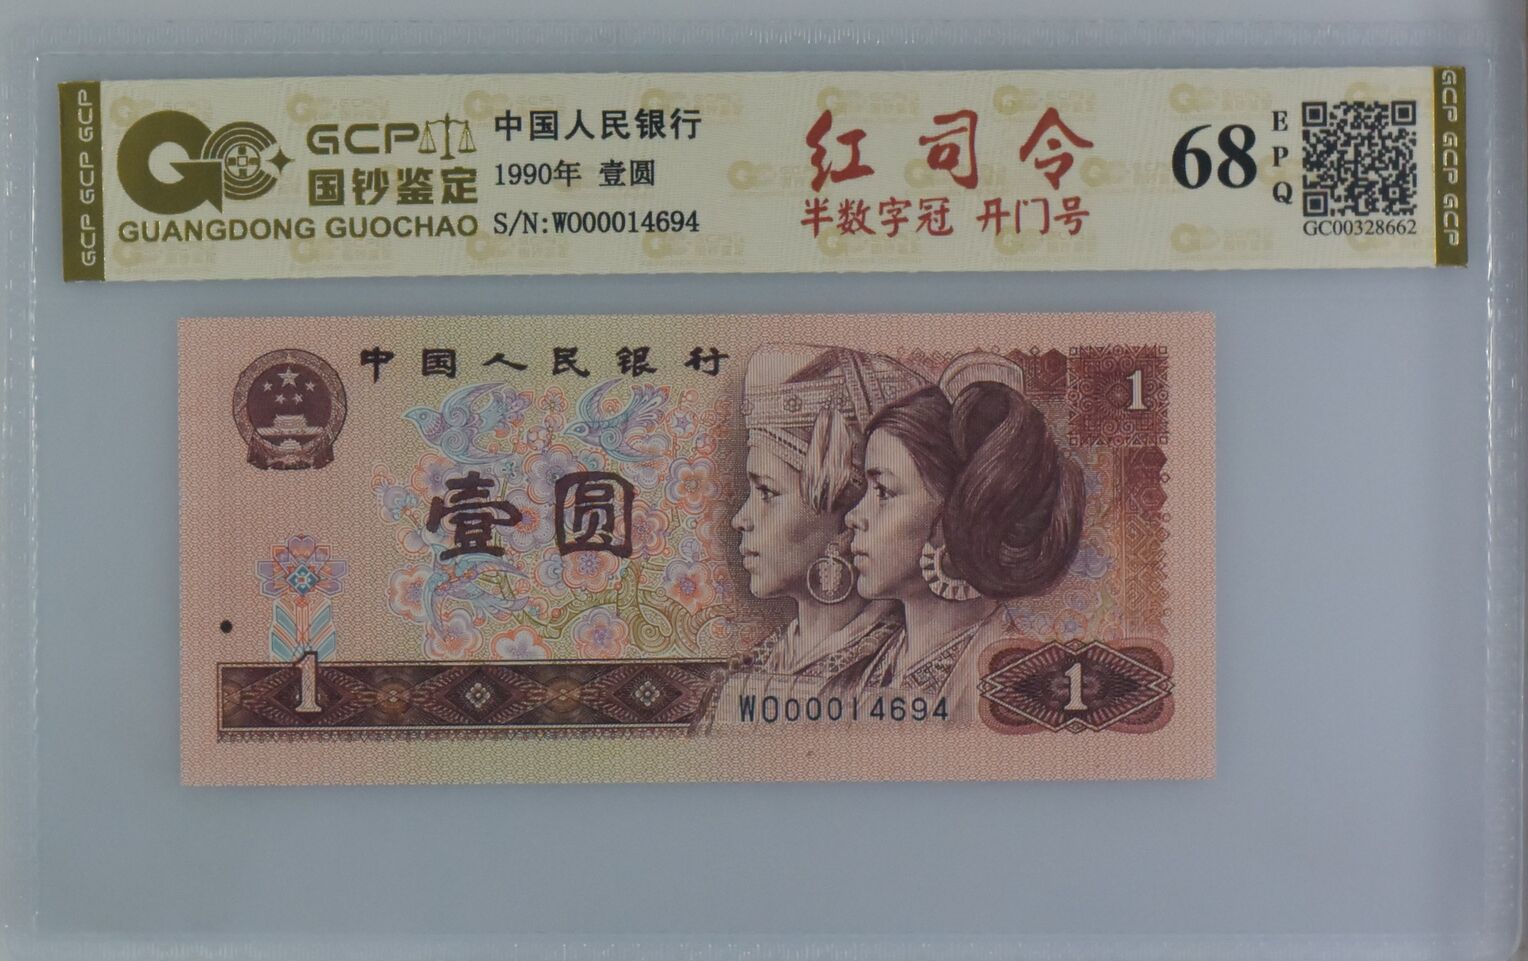 GCP GCP GCP
GCP
国钞鉴定
GUANGDONG GUOCHAO
中国人民银行
1990年 壹圆
S/N:W000014694
红司令
半数字冠 开门号
68
EPQ
GC00328662
GCP GCP GCP
中国人民银行
1
壹圆
1
WO00014694
1